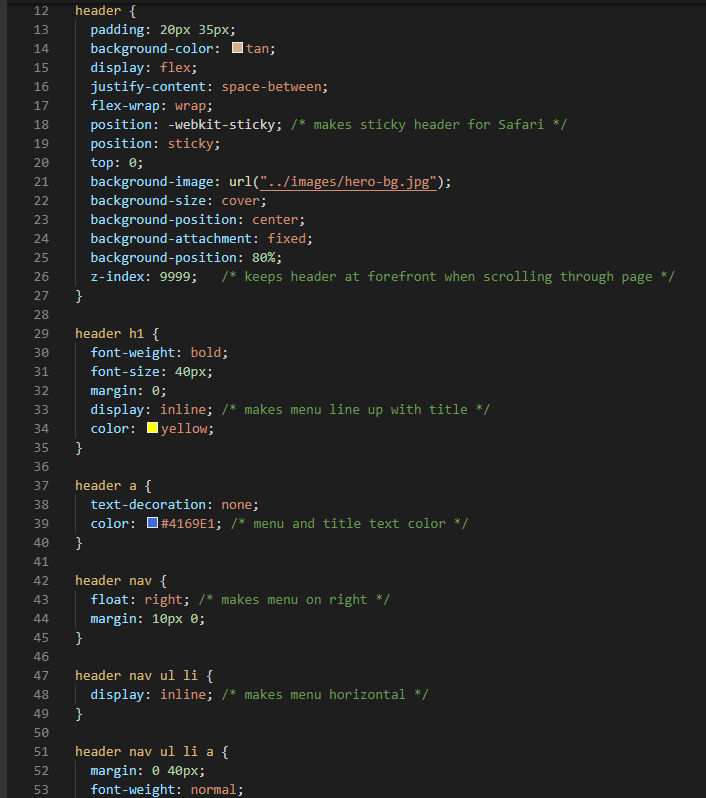 12 header {
13 padding: 20px 35px;
14 background-color: tan;
15 display: flex;
16 justify-content: space-between;
17 flex-wrap: wrap;
18 position: -webkit-sticky; /* makes sticky header for Safari */
19 position: sticky;
20 top: 0;
21 background-image: url("../images/hero-bg.jpg");
22 background-size: cover;
23 background-position: center;
24 background-attachment: fixed;
25 background-position: 80%;
26 z-index: 9999; /* keeps header at forefront when scrolling through page */
27 }
28
29 header h1 {
30 font-weight: bold;
31 font-size: 40px;
32 margin: 0;
33 display: inline; /* makes menu line up with title */
34 color: yellow;
35 }
36
37 header a {
38 text-decoration: none;
39 color: #4169E1; /* menu and title text color */
40 }
41
42 header nav {
43 float: right; /* makes menu on right */
44 margin: 10px 0;
45 }
46
47 header nav ul li {
48 display: inline; /* makes menu horizontal */
49 }
50
51 header nav ul li a {
52 margin: 0 40px;
53 font-weight: normal;